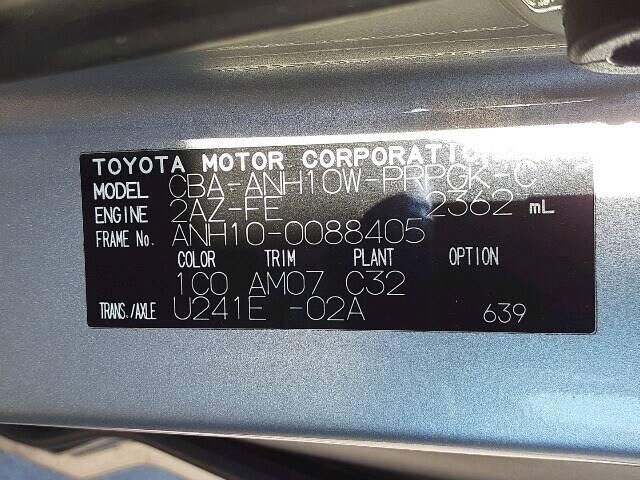 TOYOTA MOTOR CORPORATION
MODEL CBA-ANH10W-PRPGK-C
ENGINE 2AZ-FE 2362 mL
FRAME No. ANH10-0088405
COLOR TRIM PLANT OPTION
1C0 AM07 C32
TRANS./AXLE U241E -02A 639